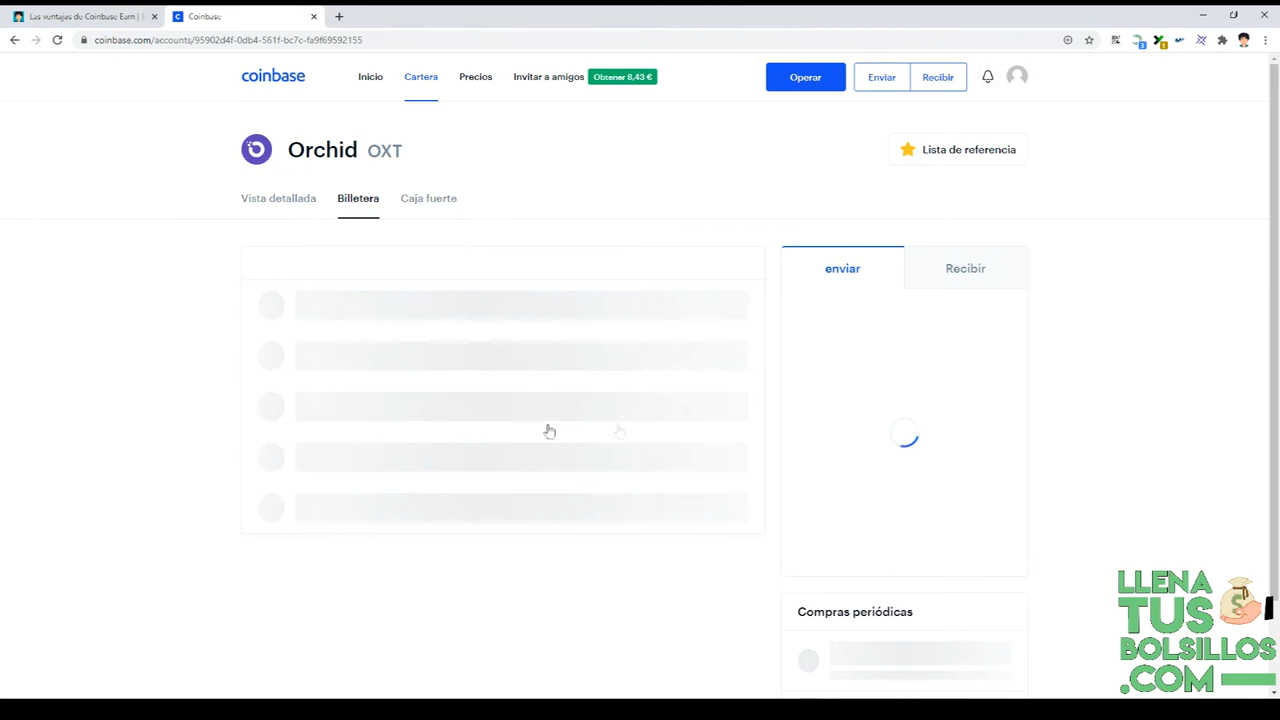 Las ventajas de Coinbase Earn |
Coinbase
coinbase.com/accounts/95902d4f-0db4-561f-bc7c-fa9f69592155
3
1
coinbase
Inicio
Cartera
Precios
Invitar a amigos
Obtener 8,43 €
Operar
Enviar
Recibir
Orchid OXT
Lista de referencia
Vista detallada
Billetera
Caja fuerte
enviar
Recibir
Compras periódicas
LLENA
TUS
BOLSILLOS
.COM